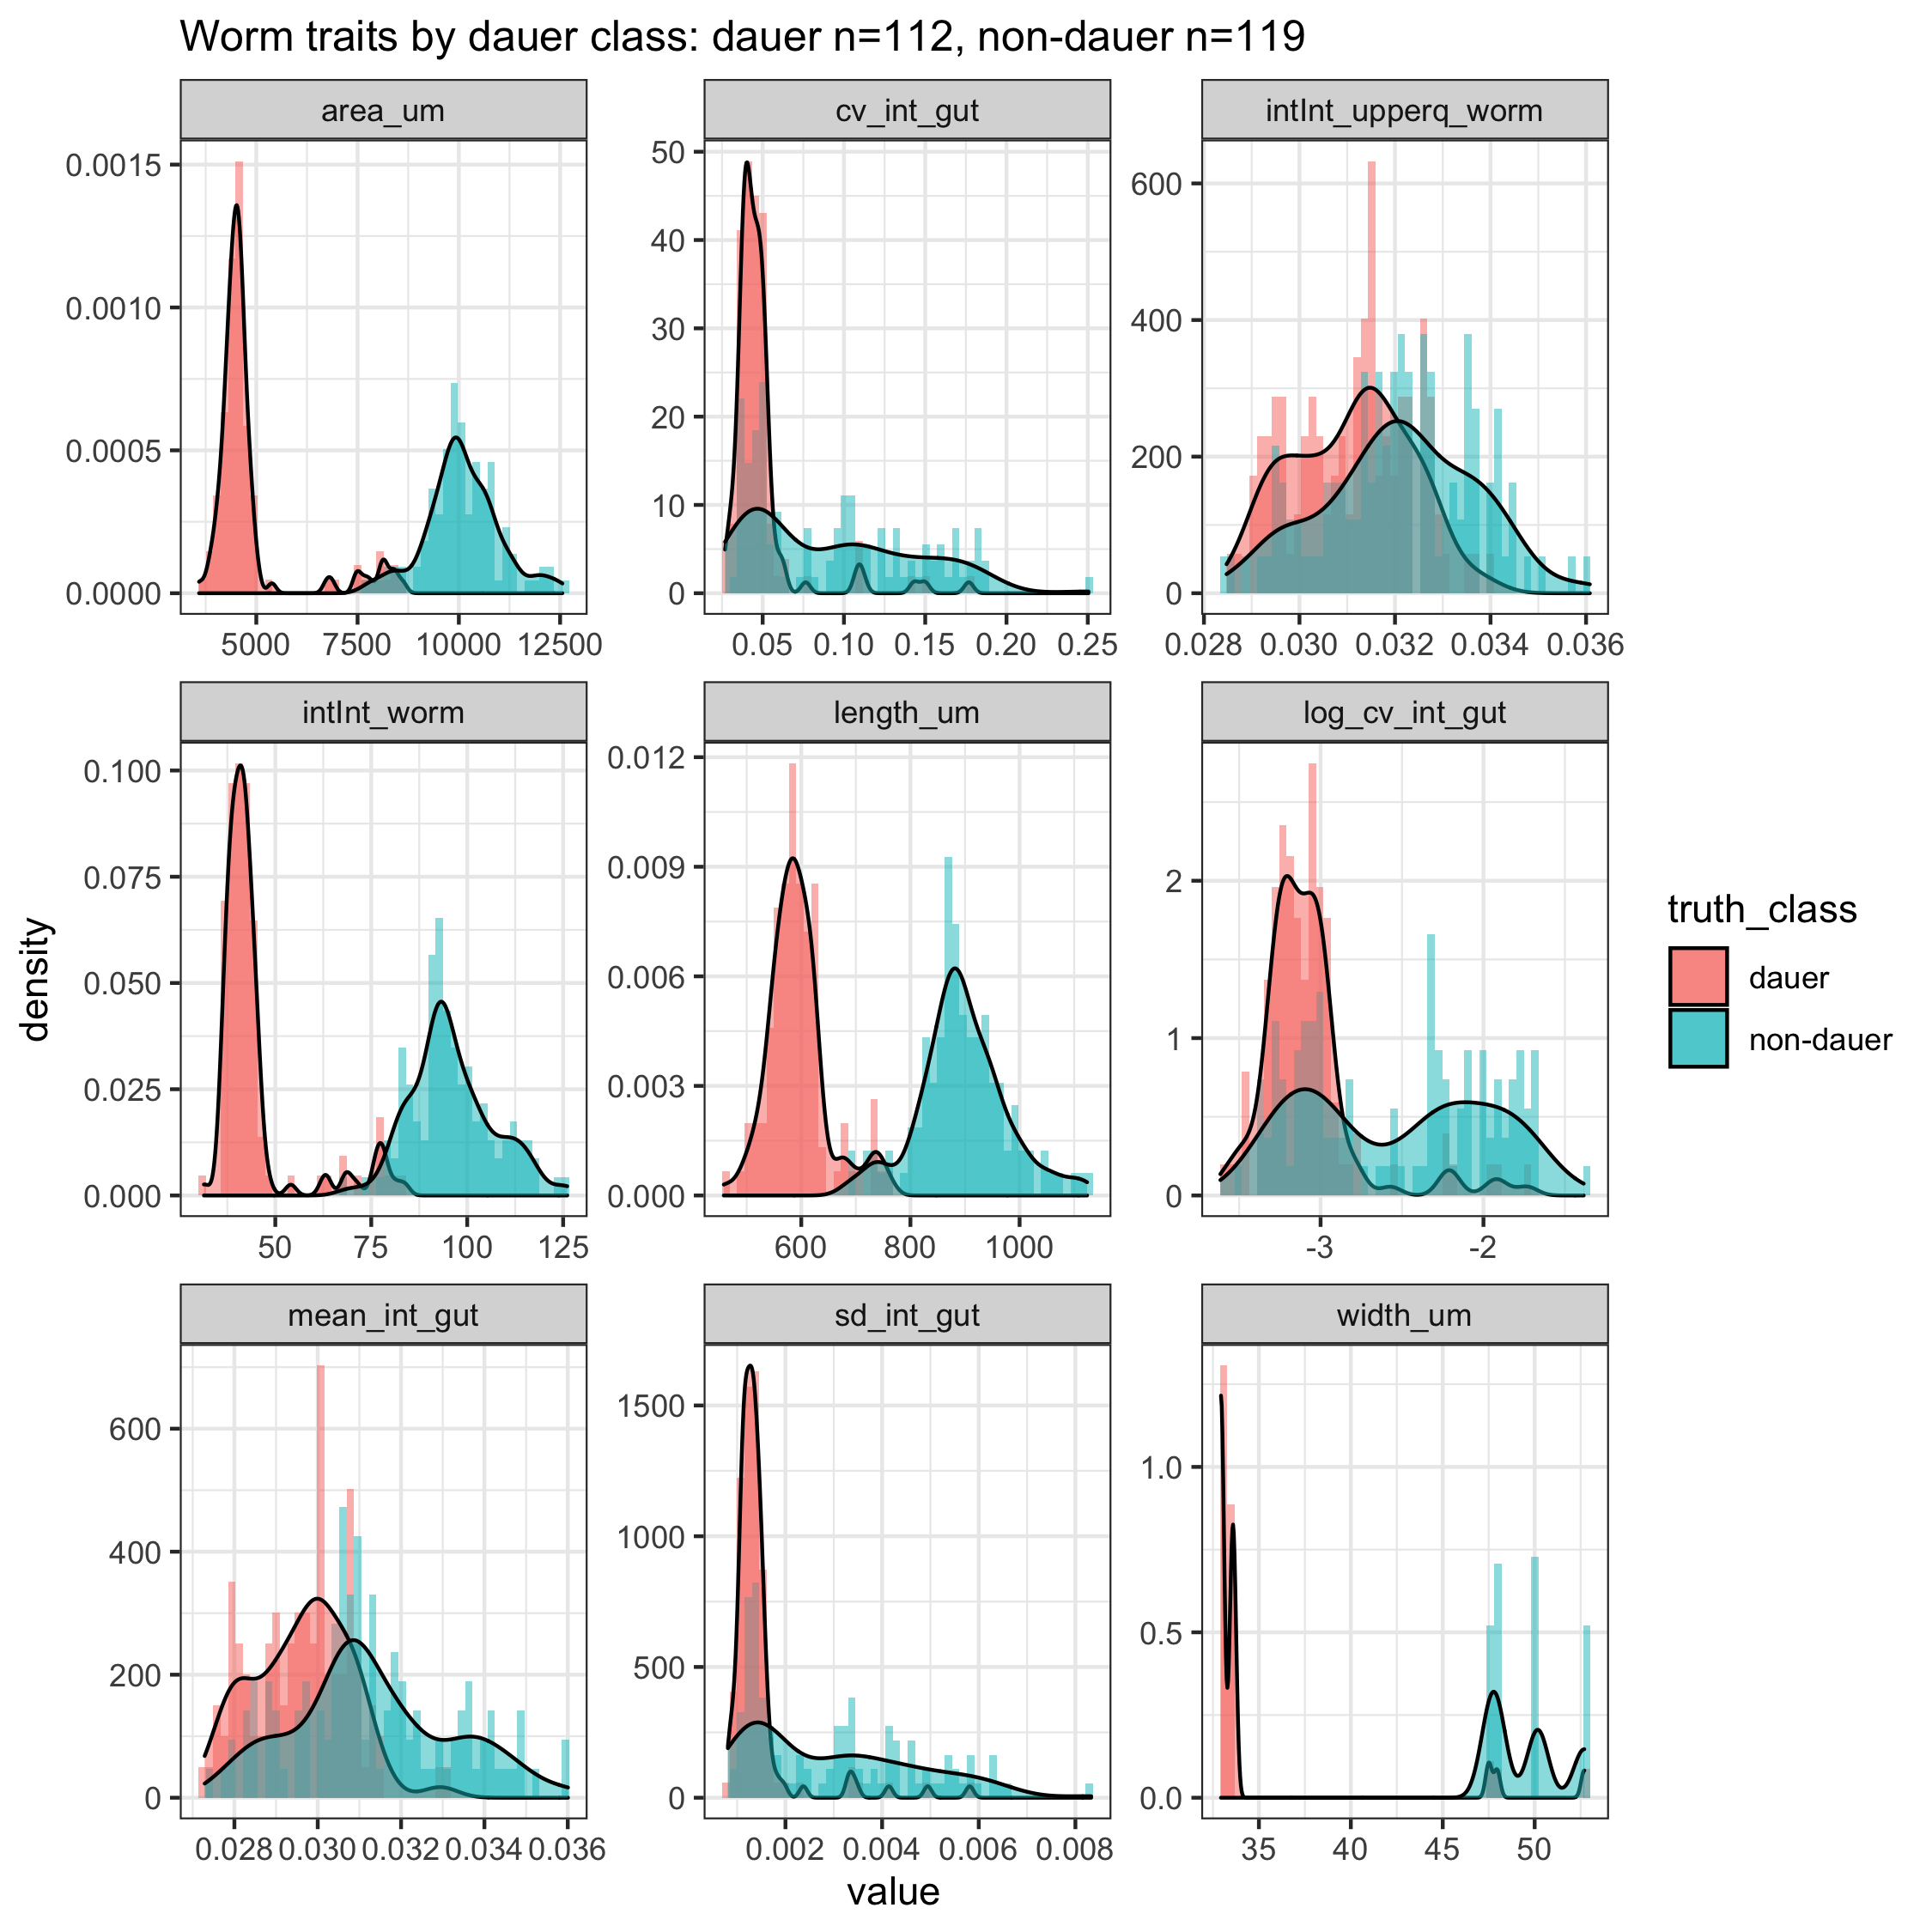 Worm traits by dauer class: dauer n=112, non-dauer n=119
area_um
cv_int_gut
intInt_upperq_worm
0.0015
0.0010
0.0005
0.0000
5000 7500 10000 12500
50
40
30
20
10
0
0.05 0.10 0.15 0.20 0.25
600
400
200
0
0.028 0.030 0.032 0.034 0.036
intInt_worm
length_um
log_cv_int_gut
0.100
0.075
0.050
0.025
0.000
50 75 100 125
0.012
0.009
0.006
0.003
0.000
600 800 1000
2
1
0
-3 -2
mean_int_gut
sd_int_gut
width_um
600
400
200
0
0.028 0.030 0.032 0.034 0.036
1500
1000
500
0
0.002 0.004 0.006 0.008
1.0
0.5
0.0
35 40 45 50
density
value
truth_class
dauer
non-dauer